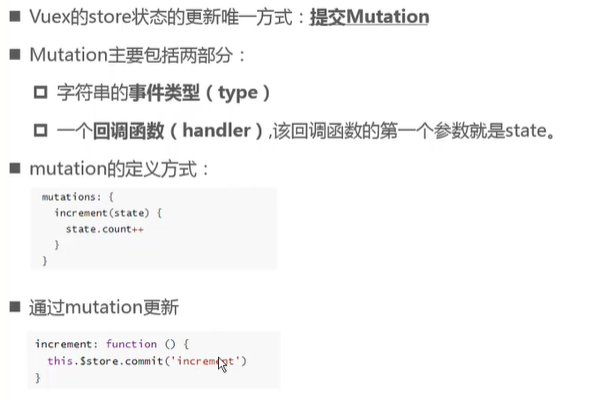 Vuex的store状态的更新唯一方式：提交Mutation
Mutation主要包括两部分：
字符串的事件类型（type）
一个回调函数（handler）,该回调函数的第一个参数就是state。
mutation的定义方式：
mutations: {
increment(state) {
state.count++
}
}
通过mutation更新
increment: function () {
this.$store.commit('increment')
}